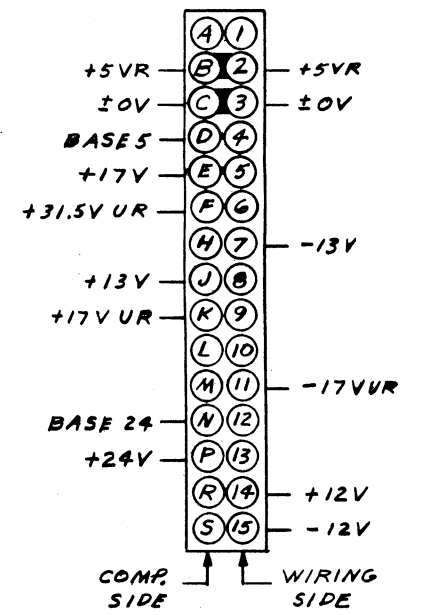 A 1
+5VR B 2 +5VR
±0V C 3 ±0V
BASE 5 D 4
+17V E 5
+31.5V UR F 6
H 7 -13V
+13V J 8
+17V UR K 9
L 10
M 11 -17VUR
BASE 24 N 12
+24V P 13
R 14 +12V
S 15 -12V
COMP. WIRING
SIDE SIDE